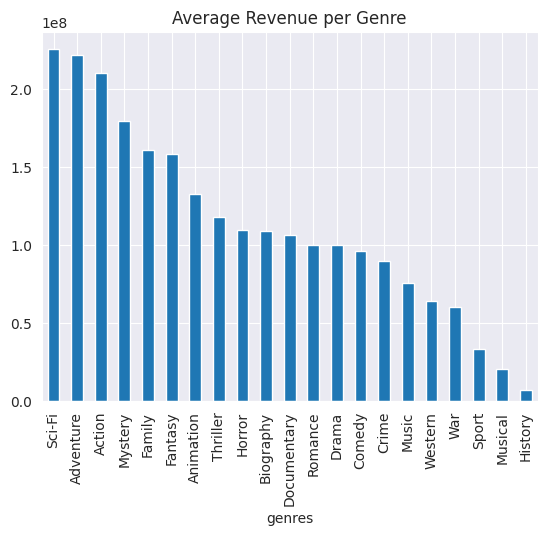 Average Revenue per Genre
1e8
2.0
1.5
1.0
0.5
0.0
Sci-Fi
Adventure
Action
Mystery
Family
Fantasy
Animation
Thriller
Horror
Biography
Documentary
Romance
Drama
Comedy
Crime
Music
Western
War
Sport
Musical
History
genres